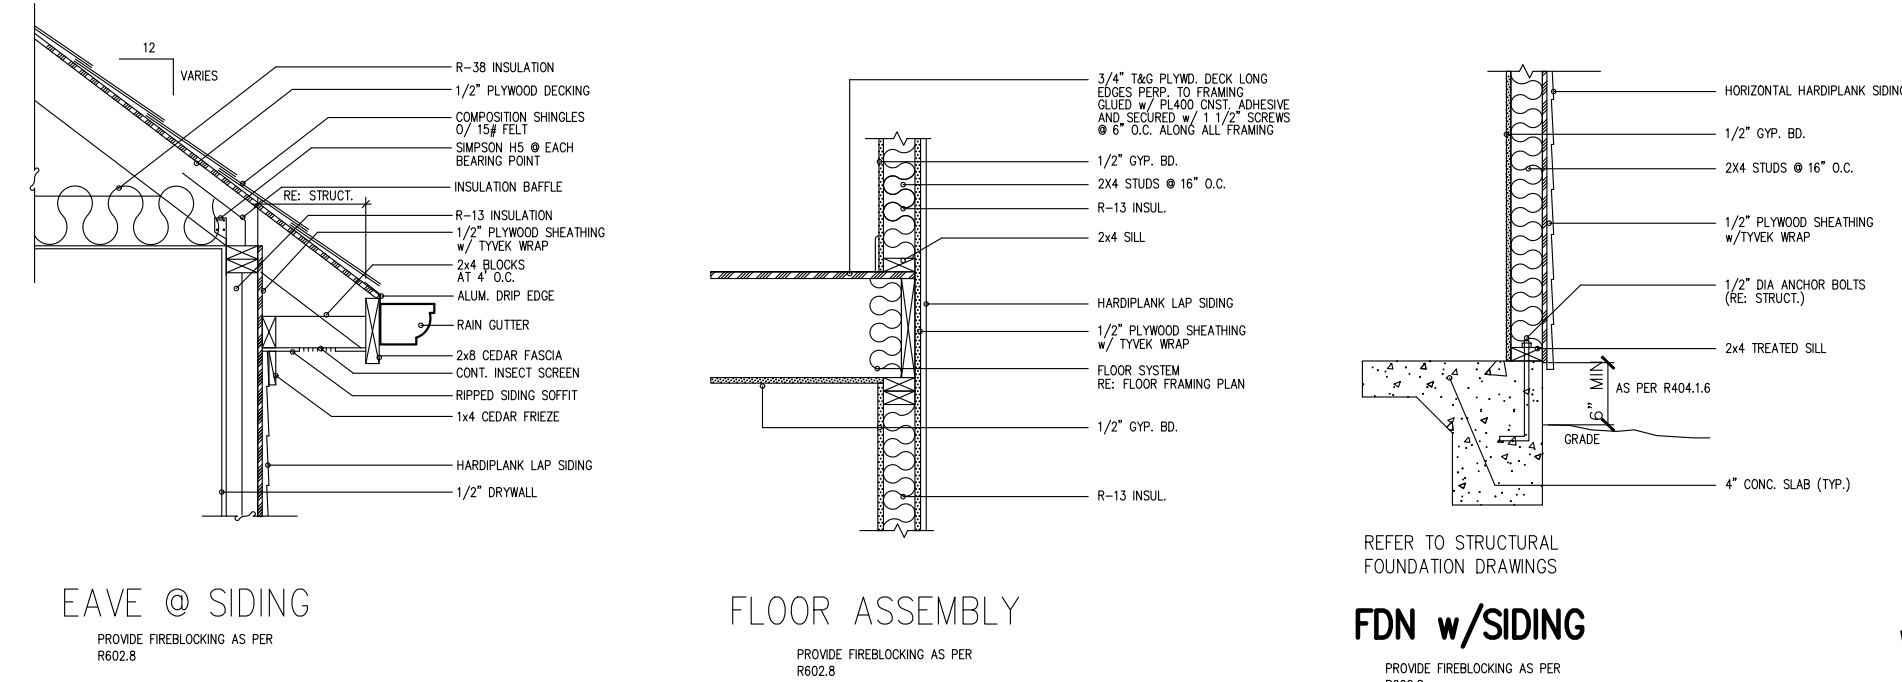 12
VARIES
R-38 INSULATION
1/2" PLYWOOD DECKING
COMPOSITION SHINGLES
O/ 15# FELT
SIMPSON H5 @ EACH
BEARING POINT
INSULATION BAFFLE
RE: STRUCT.
R-13 INSULATION
1/2" PLYWOOD SHEATHING
w/ TYVEK WRAP
2x4 BLOCKS
AT 4' O.C.
ALUM. DRIP EDGE
RAIN GUTTER
2x8 CEDAR FASCIA
CONT. INSECT SCREEN
RIPPED SIDING SOFFIT
1x4 CEDAR FRIEZE
HARDIPLANK LAP SIDING
1/2" DRYWALL
EAVE @ SIDING
PROVIDE FIREBLOCKING AS PER
R602.8
3/4" T&G PLYWD. DECK LONG
EDGES PERP. TO FRAMING
GLUED w/ PL400 CNST. ADHESIVE
AND SECURED w/ 1 1/2" SCREWS
@ 6" O.C. ALONG ALL FRAMING
1/2" GYP. BD.
2X4 STUDS @ 16" O.C.
R-13 INSUL.
2x4 SILL
HARDIPLANK LAP SIDING
1/2" PLYWOOD SHEATHING
w/ TYVEK WRAP
FLOOR SYSTEM
RE: FLOOR FRAMING PLAN
1/2" GYP. BD.
R-13 INSUL.
FLOOR ASSEMBLY
PROVIDE FIREBLOCKING AS PER
R602.8
HORIZONTAL HARDIPLANK SIDING
1/2" GYP. BD.
2X4 STUDS @ 16" O.C.
1/2" PLYWOOD SHEATHING
w/TYVEK WRAP
1/2" DIA ANCHOR BOLTS
(RE: STRUCT.)
2x4 TREATED SILL
6" MIN
AS PER R404.1.6
GRADE
4" CONC. SLAB (TYP.)
REFER TO STRUCTURAL
FOUNDATION DRAWINGS
FDN w/SIDING
PROVIDE FIREBLOCKING AS PER